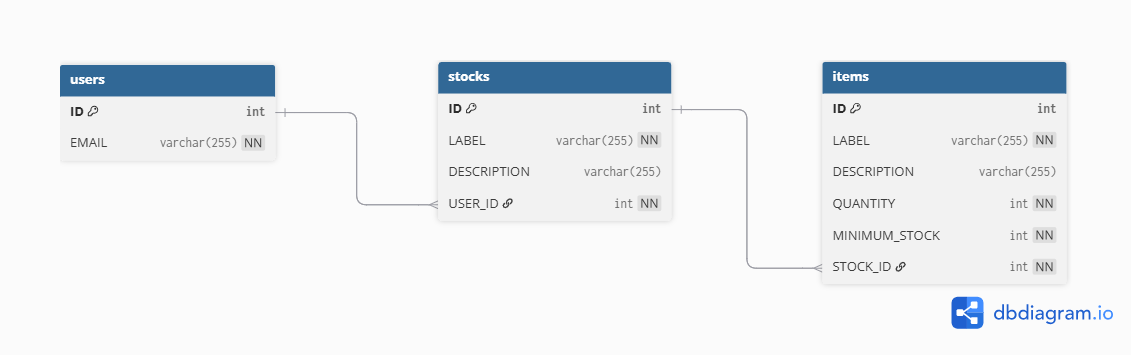 users
ID int
EMAIL varchar(255) NN
stocks
ID int
LABEL varchar(255) NN
DESCRIPTION varchar(255)
USER_ID int NN
items
ID int
LABEL varchar(255) NN
DESCRIPTION varchar(255)
QUANTITY int NN
MINIMUM_STOCK int NN
STOCK_ID int NN
dbdiagram.io